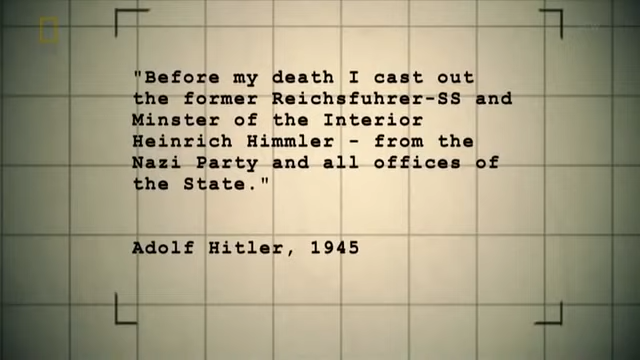 "Before my death I cast out
the former Reichsfuhrer-SS and
Minster of the Interior
Heinrich Himmler - from the
Nazi Party and all offices of
the State."
Adolf Hitler, 1945